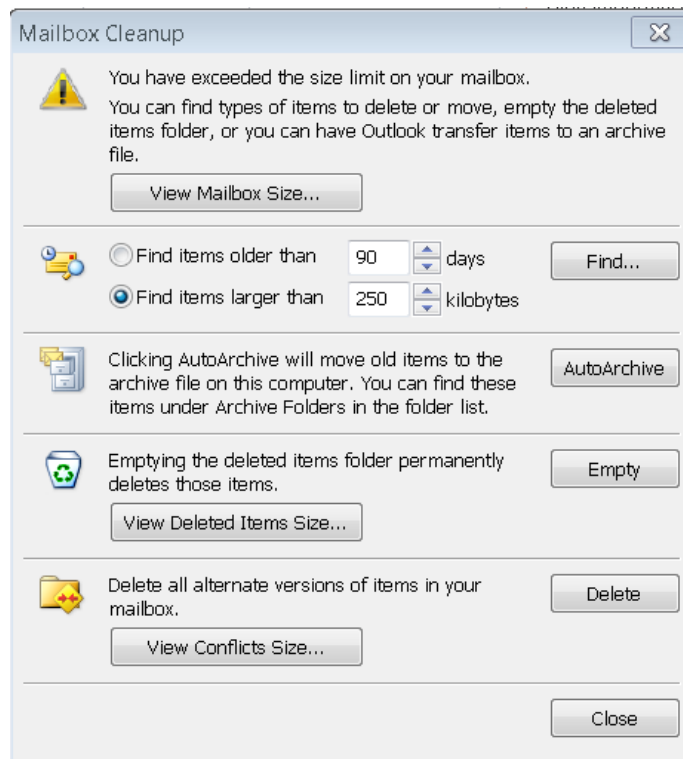 Mailbox Cleanup
You have exceeded the size limit on your mailbox.
You can find types of items to delete or move, empty the deleted
items folder, or you can have Outlook transfer items to an archive
file.
View Mailbox Size...
Find items older than 90 days Find...
Find items larger than 250 kilobytes
Clicking AutoArchive will move old items to the
archive file on this computer. You can find these
items under Archive Folders in the folder list.
AutoArchive
Emptying the deleted items folder permanently
deletes those items.
Empty
View Deleted Items Size...
Delete all alternate versions of items in your
mailbox.
Delete
View Conflicts Size...
Close